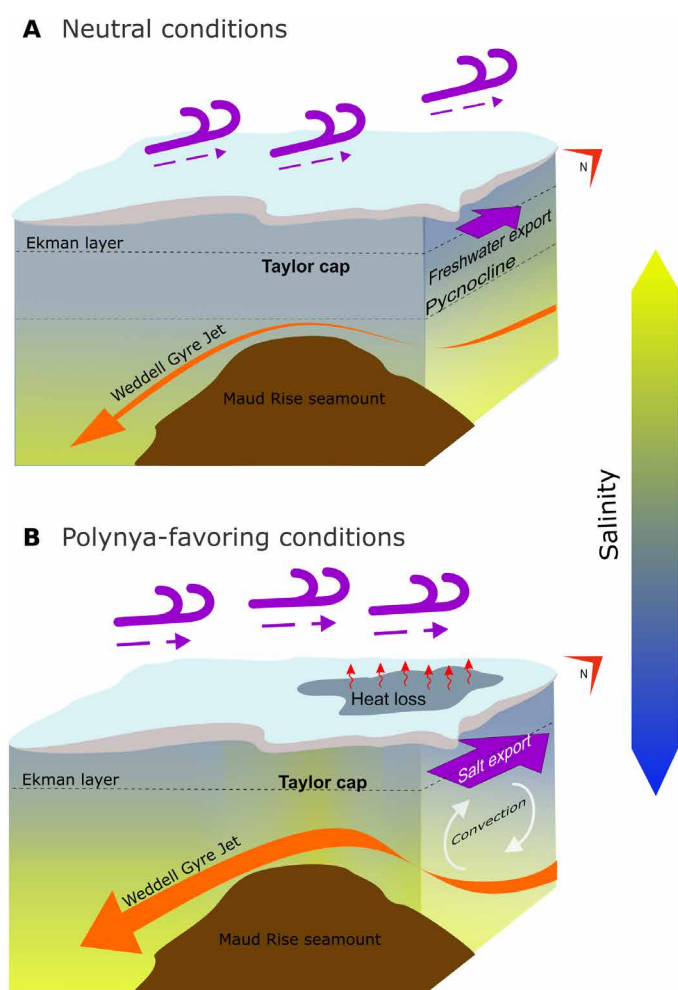 A Neutral conditions
N
Ekman layer
Taylor cap
Freshwater export
Pycnocline
Weddell Gyre Jet
Maud Rise seamount
Salinity
B Polynya-favoring conditions
N
Heat loss
Ekman layer
Taylor cap
Salt export
Convection
Weddell Gyre Jet
Maud Rise seamount